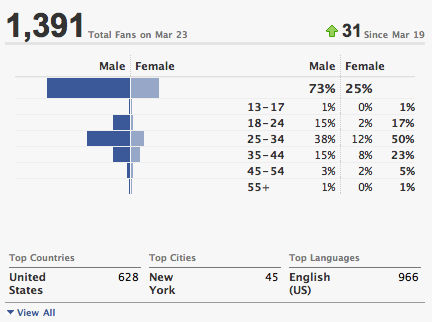 1,391 Total Fans on Mar 23 31 Since Mar 19
Male Female Male Female
73% 25%
13-17 1% 0% 1%
18-24 15% 2% 17%
25-34 38% 12% 50%
35-44 15% 8% 23%
45-54 3% 2% 5%
55+ 1% 0% 1%
Top Countries Top Cities Top Languages
United States 628 New York 45 English (US) 966
View All